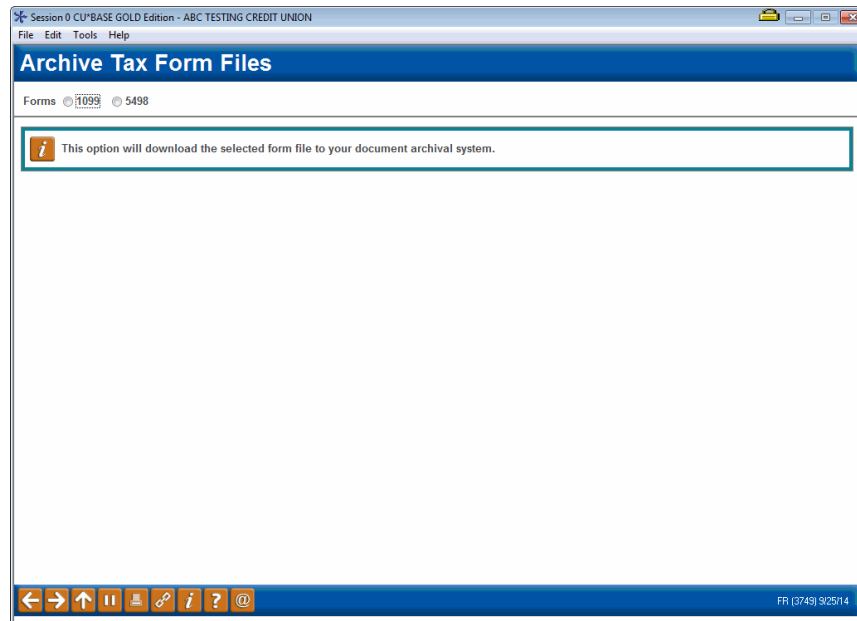 Session 0 CU*BASE GOLD Edition - ABC TESTING CREDIT UNION
File Edit Tools Help
Archive Tax Form Files
Forms 1099 5498
i This option will download the selected form file to your document archival system.
i ? @ FR (3749) 9/25/14